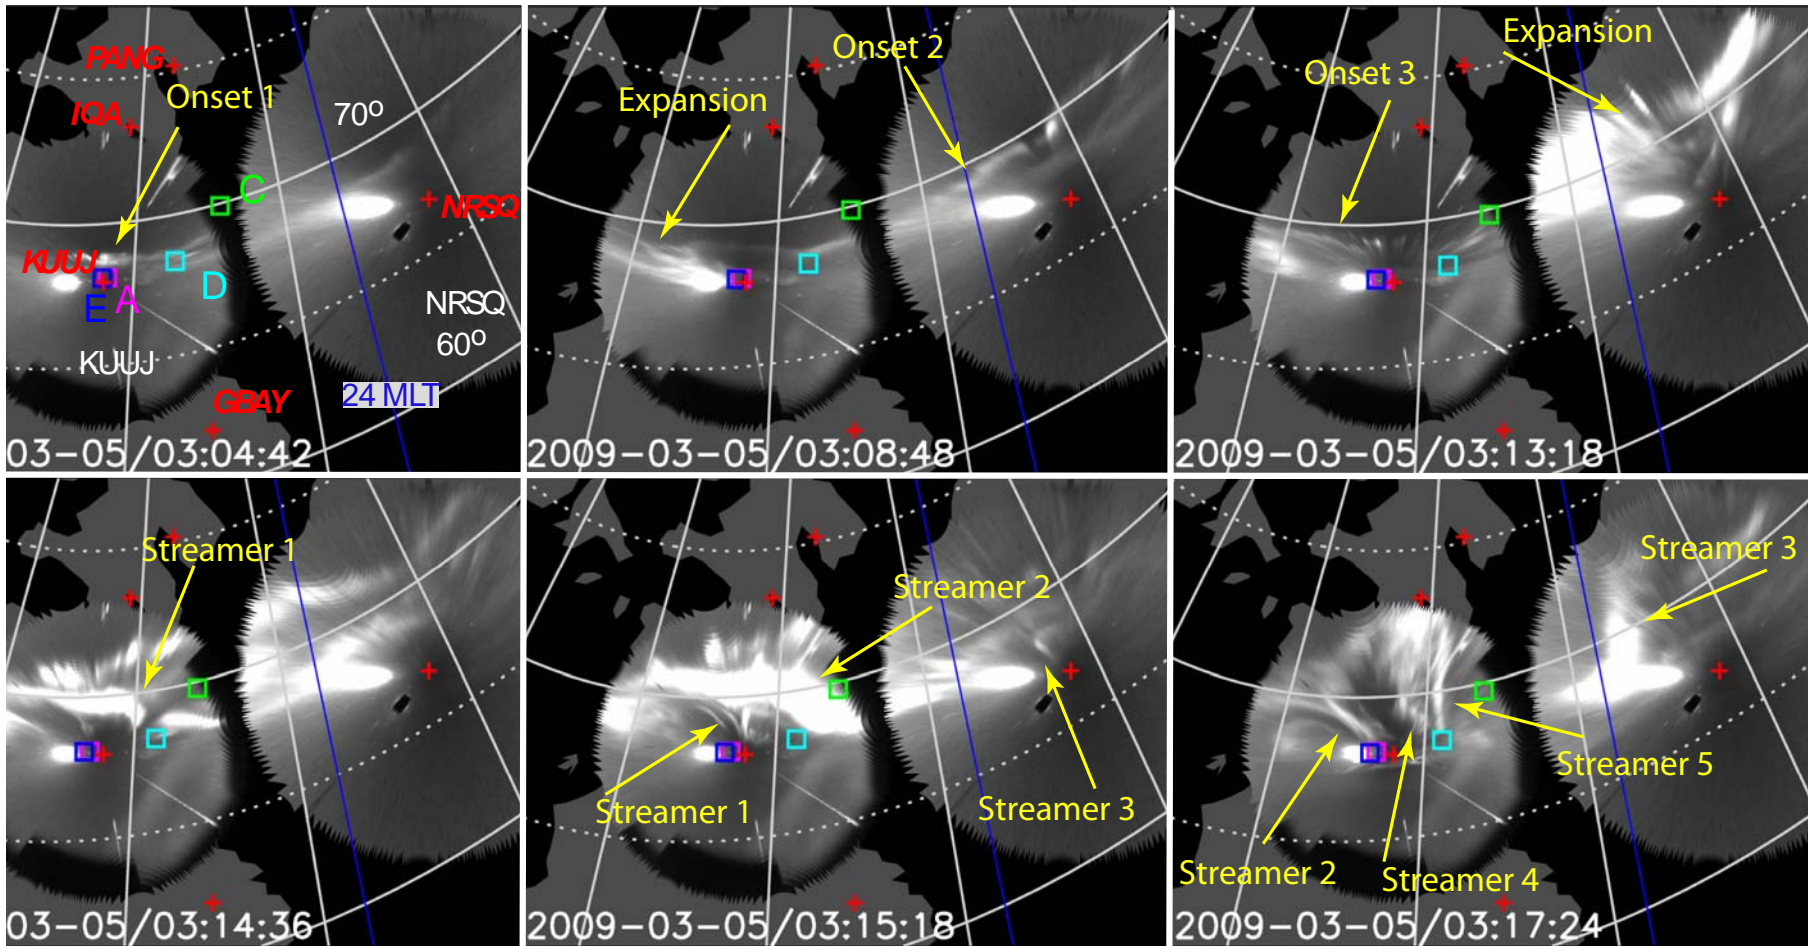 PANG
IQA
Onset 1
70º
C
NRSQ
KUUJ
D
E
A
NRSQ
60º
KUUJ
24 MLT
GBAY
03-05/03:04:42
Onset 2
Expansion
2009-03-05/03:08:48
Expansion
Onset 3
2009-03-05/03:13:18
Streamer 1
03-05/03:14:36
Streamer 2
Streamer 1
Streamer 3
2009-03-05/03:15:18
Streamer 3
Streamer 5
Streamer 2
Streamer 4
2009-03-05/03:17:24